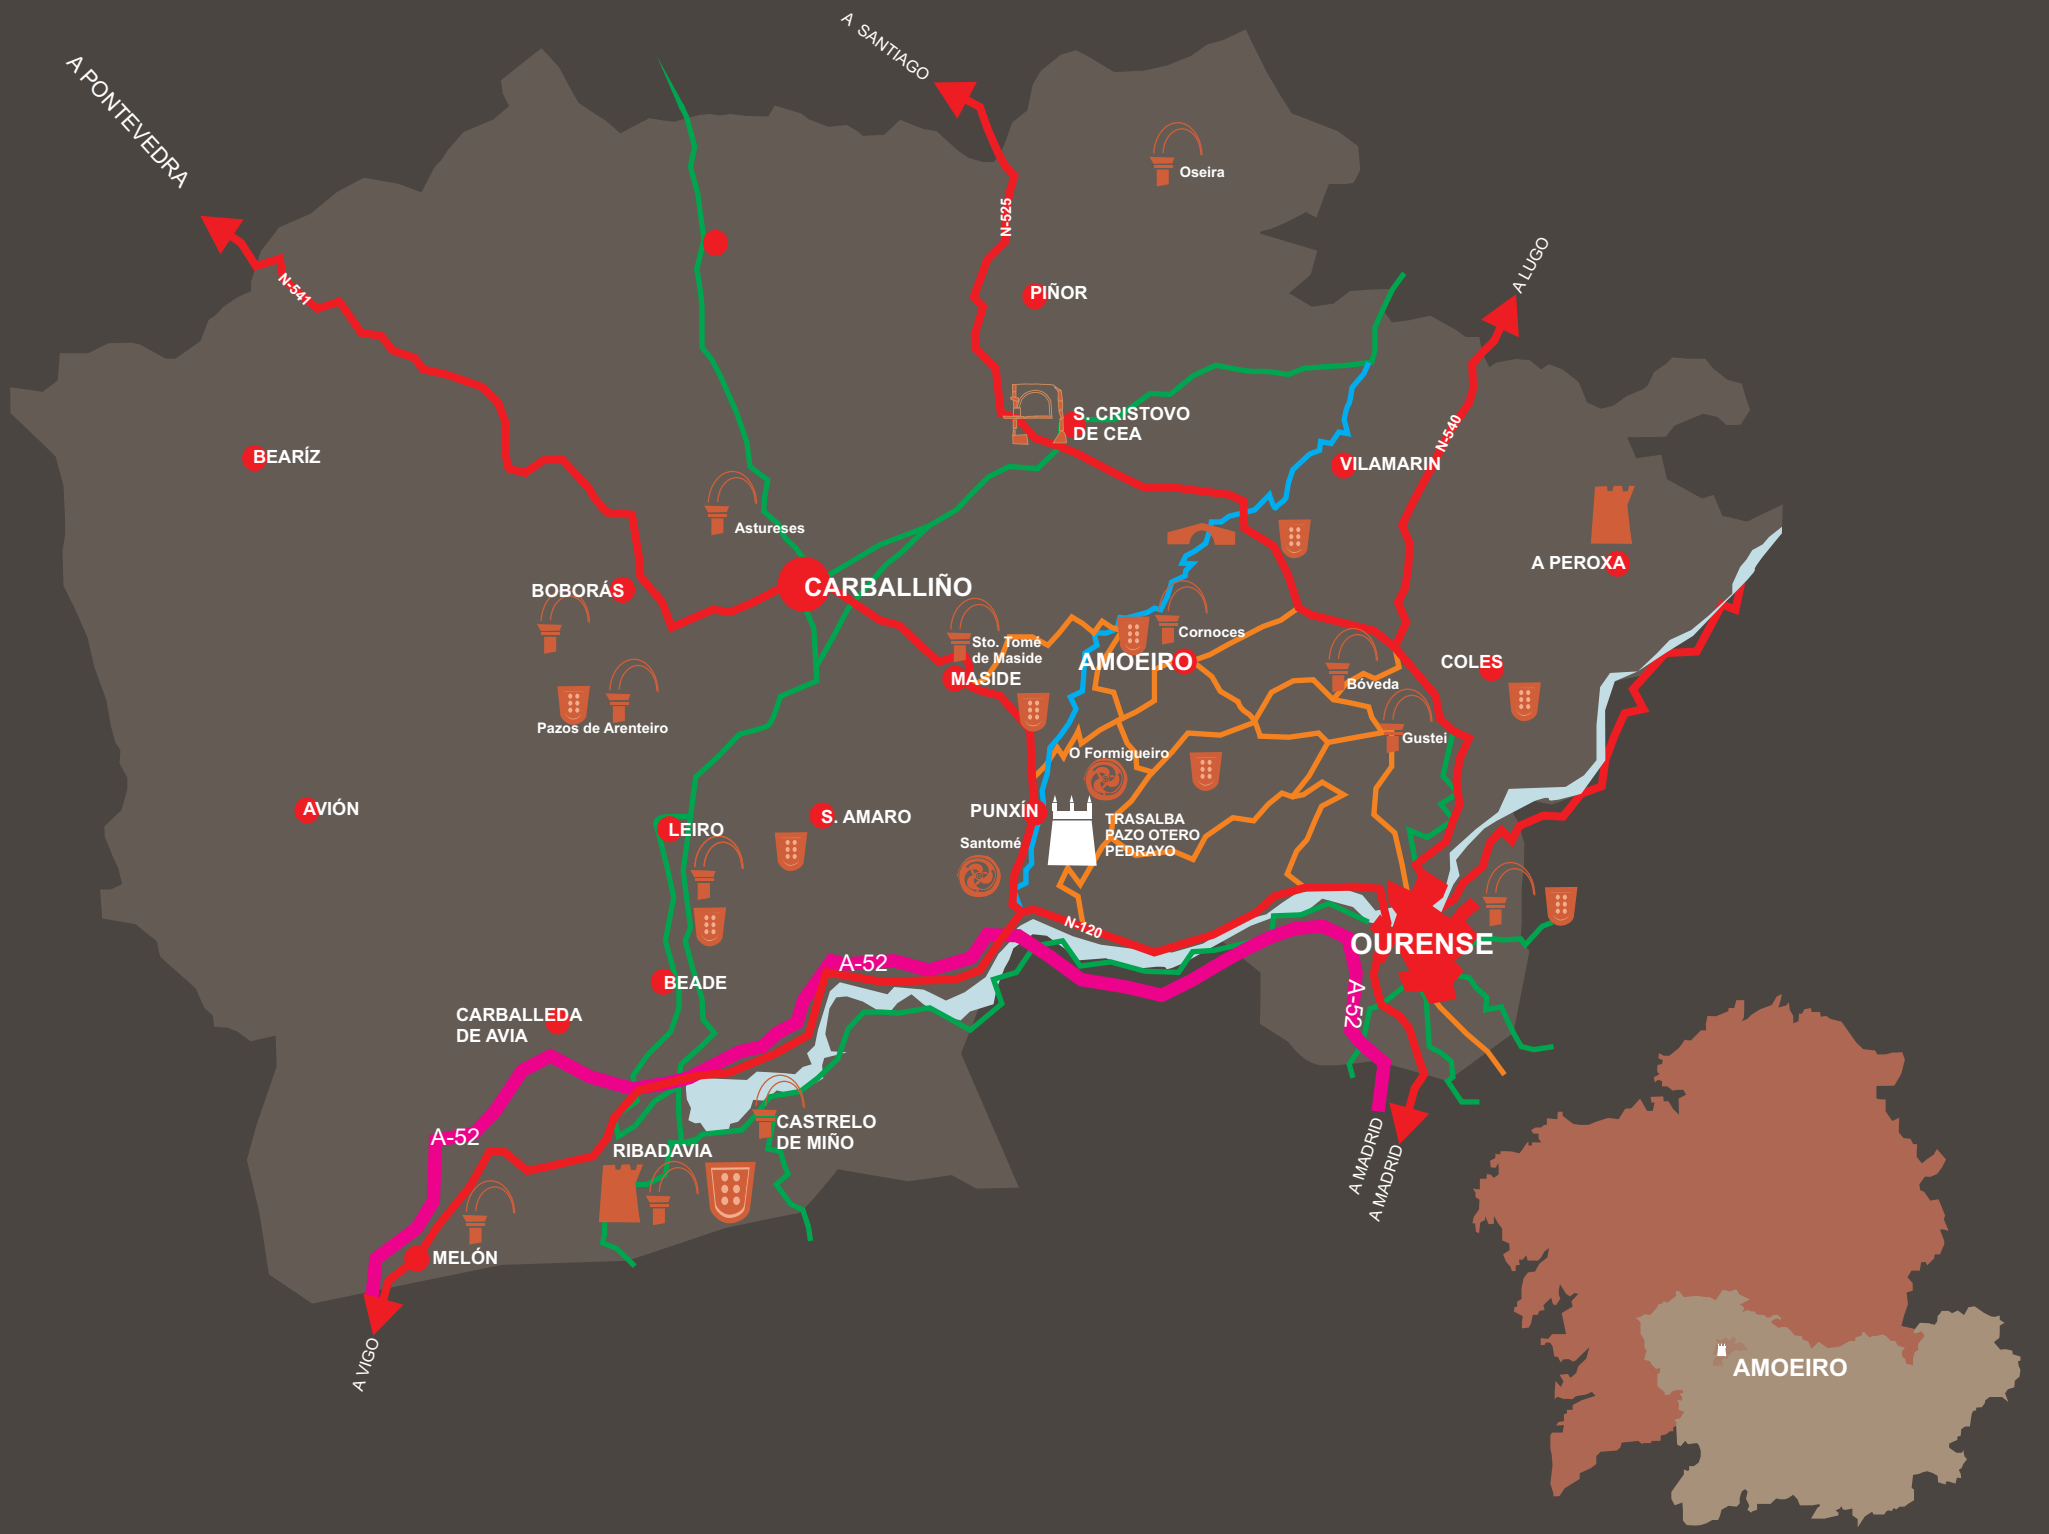 A SANTIAGO
A PONTEVEDRA
Oseira
N-525
A LUGO
N-541
PIÑOR
S. CRISTOVO
DE CEA
N-540
BEARÍZ
VILAMARIN
Astureses
A PEROXA
BOBORÁS
CARBALLIÑO
Sto. Tomé
de Maside
Cornoces
AMOEIRO
COLES
MASIDE
Bóveda
Pazos de Arenteiro
Gustei
O Formigueiro
AVIÓN
PUNXÍN
S. AMARO
LEIRO
TRASALBA
PAZO OTERO
PEDRAYO
Santomé
N-120
OURENSE
A-52
BEADE
A-52
CARBALLEDA
DE AVIA
CASTRELO
DE MIÑO
A-52
RIBADAVIA
A MADRID
A MADRID
MELÓN
A VIGO
AMOEIRO